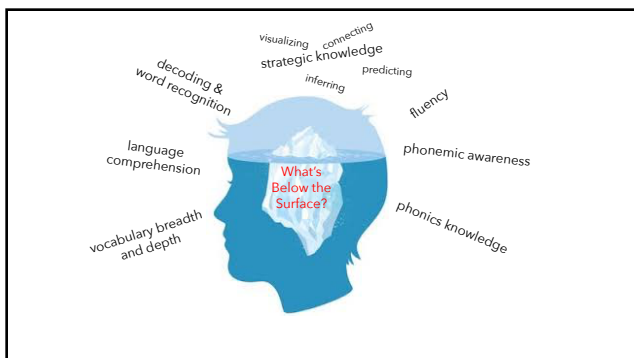 visualizing
connecting
strategic knowledge
inferring
predicting
decoding &
word recognition
fluency
language
comprehension
phonemic awareness
What's
Below the
Surface?
vocabulary breadth
and depth
phonics knowledge